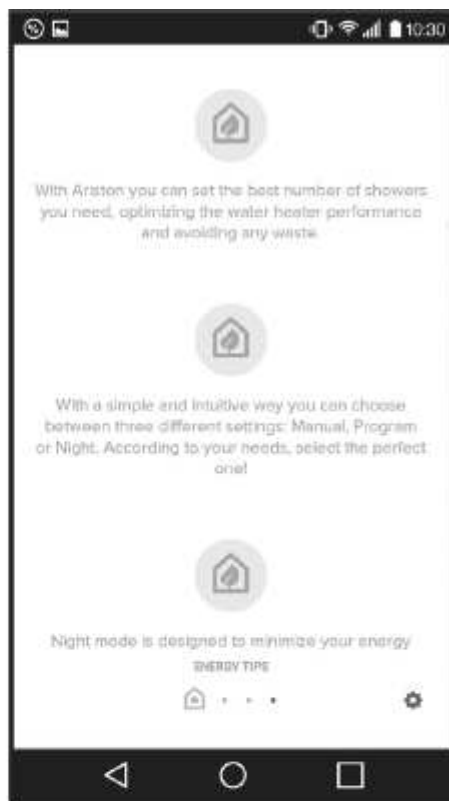 10:30
With Ariston you can set the best number of showers
you need, optimizing the water heater performance
and avoiding any waste.
With a simple and intuitive way you can choose
between three different settings: Manual, Program
or Night. According to your needs, select the perfect
one!
Night mode is designed to minimize your energy
ENERGY TIPS